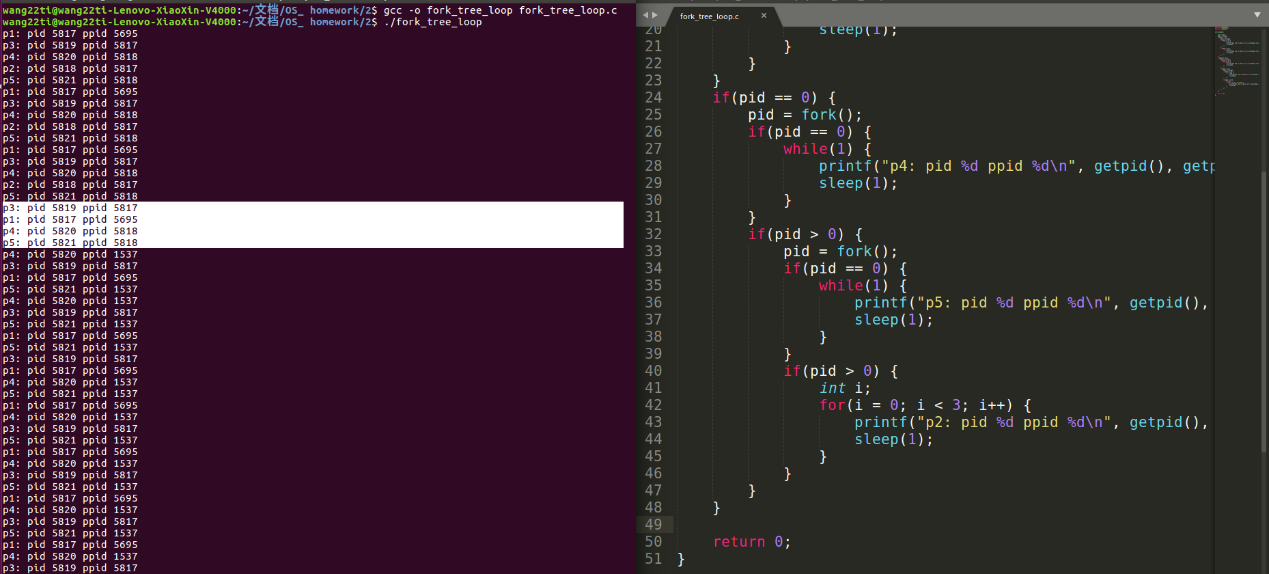 wang22ti@wang22ti-Lenovo-XiaoXin-V4000:~/文档/OS_ homework/2$ gcc -o fork_tree_loop fork_tree_loop.c
wang22ti@wang22ti-Lenovo-XiaoXin-V4000:~/文档/OS_ homework/2$ ./fork_tree_loop
p1: pid 5817 ppid 5695
p3: pid 5819 ppid 5817
p4: pid 5820 ppid 5818
p2: pid 5818 ppid 5817
p5: pid 5821 ppid 5818
p1: pid 5817 ppid 5695
p3: pid 5819 ppid 5817
p4: pid 5820 ppid 5818
p2: pid 5818 ppid 5817
p5: pid 5821 ppid 5818
p1: pid 5817 ppid 5695
p3: pid 5819 ppid 5817
p4: pid 5820 ppid 5818
p2: pid 5818 ppid 5817
p5: pid 5821 ppid 5818
p3: pid 5819 ppid 5817
p1: pid 5817 ppid 5695
p4: pid 5820 ppid 5818
p5: pid 5821 ppid 5818
p4: pid 5820 ppid 1537
p3: pid 5819 ppid 5817
p1: pid 5817 ppid 5695
p5: pid 5821 ppid 1537
p4: pid 5820 ppid 1537
p3: pid 5819 ppid 5817
p5: pid 5821 ppid 1537
p1: pid 5817 ppid 5695
p5: pid 5821 ppid 1537
p3: pid 5819 ppid 5817
p1: pid 5817 ppid 5695
p4: pid 5820 ppid 1537
p5: pid 5821 ppid 1537
p1: pid 5817 ppid 5695
p4: pid 5820 ppid 1537
p3: pid 5819 ppid 5817
p5: pid 5821 ppid 1537
p1: pid 5817 ppid 5695
p4: pid 5820 ppid 1537
p3: pid 5819 ppid 5817
p5: pid 5821 ppid 1537
p1: pid 5817 ppid 5695
p4: pid 5820 ppid 1537
p3: pid 5819 ppid 5817
p5: pid 5821 ppid 1537
p1: pid 5817 ppid 5695
p4: pid 5820 ppid 1537
p3: pid 5819 ppid 5817
fork_tree_loop.c
20 sleep(1);
21 }
22 }
23 }
24 if(pid == 0) {
25 pid = fork();
26 if(pid == 0) {
27 while(1) {
28 printf("p4: pid %d ppid %d\n", getpid(), getp
29 sleep(1);
30 }
31 }
32 if(pid > 0) {
33 pid = fork();
34 if(pid == 0) {
35 while(1) {
36 printf("p5: pid %d ppid %d\n", getpid(),
37 sleep(1);
38 }
39 }
40 if(pid > 0) {
41 int i;
42 for(i = 0; i < 3; i++) {
43 printf("p2: pid %d ppid %d\n", getpid(),
44 sleep(1);
45 }
46 }
47 }
48 }
49
50 return 0;
51 }